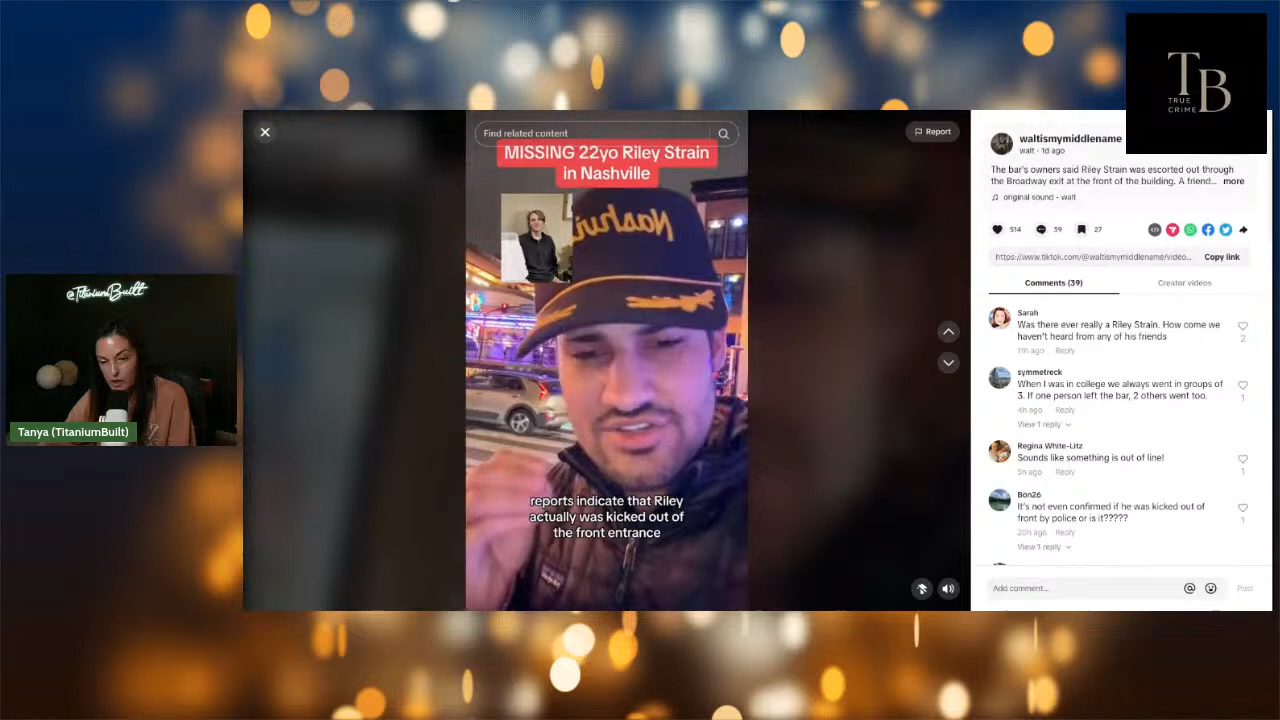 TB
TRUE
CRIME
Find related content
Report
MISSING 22yo Riley Strain
in Nashville
Nashvi
reports indicate that Riley
actually was kicked out of
the front entrance
@TitaniumBuilt
Tanya (TitaniumBuilt)
waltismymiddlename
walt · 1d ago
The bar's owners said Riley Strain was escorted out through
the Broadway exit at the front of the building. A friend... more
original sound - walt
514 39 27
https://www.tiktok.com/@waltismymiddlename/video... Copy link
Comments (39) Creator videos
Sarah
Was there ever really a Riley Strain. How come we
haven't heard from any of his friends
2
11h ago Reply
symmetreck
When I was in college we always went in groups of
3. If one person left the bar, 2 others went too.
1
4h ago Reply
View 1 reply
Regina White-Litz
Sounds like something is out of line!
1
5h ago Reply
Bon26
It's not even confirmed if he was kicked out of
front by police or is it?????
1
20h ago Reply
View 1 reply
Add comment... Post